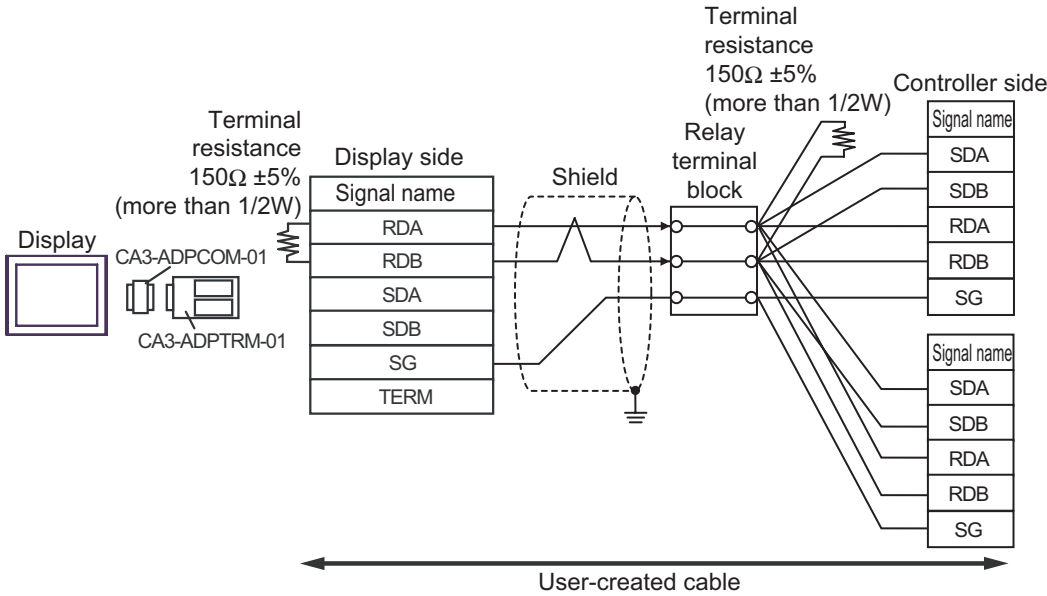 Terminal
resistance
150Ω ±5%
(more than 1/2W)
Controller side
Terminal
resistance
150Ω ±5%
(more than 1/2W)
Display side
Shield
Relay
terminal
block
Display
CA3-ADPCOM-01
CA3-ADPTRM-01
Signal name
RDA
RDB
SDA
SDB
SG
TERM
Signal name
SDA
SDB
RDA
RDB
SG
Signal name
SDA
SDB
RDA
RDB
SG
User-created cable